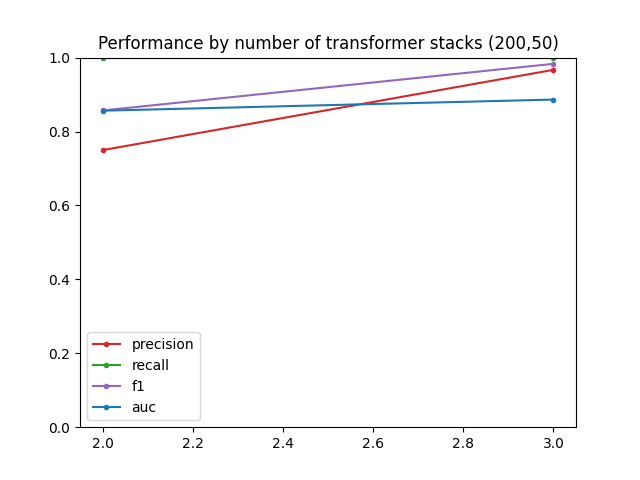 Performance by number of transformer stacks (200,50)
1.0
0.8
0.6
0.4
0.2
0.0
precision
recall
f1
auc
2.0 2.2 2.4 2.6 2.8 3.0